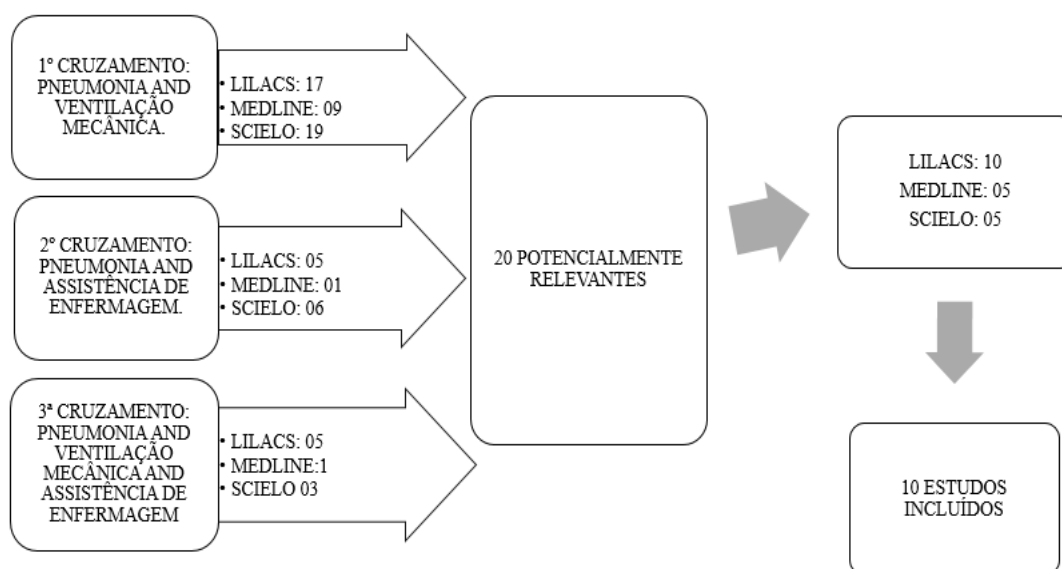 1º CRUZAMENTO:
PNEUMONIA AND
VENTILAÇÃO
MECÂNICA.
• LILACS: 17
• MEDLINE: 09
• SCIELO: 19
2º CRUZAMENTO:
PNEUMONIA AND
ASSISTÊNCIA DE
ENFERMAGEM.
• LILACS: 05
• MEDLINE: 01
• SCIELO: 06
3ª CRUZAMENTO:
PNEUMONIA AND
VENTILAÇÃO
MECÂNICA AND
ASSISTÊNCIA DE
ENFERMAGEM
• LILACS: 05
• MEDLINE:1
• SCIELO 03
20 POTENCIALMENTE
RELEVANTES
LILACS: 10
MEDLINE: 05
SCIELO: 05
10 ESTUDOS
INCLUÍDOS